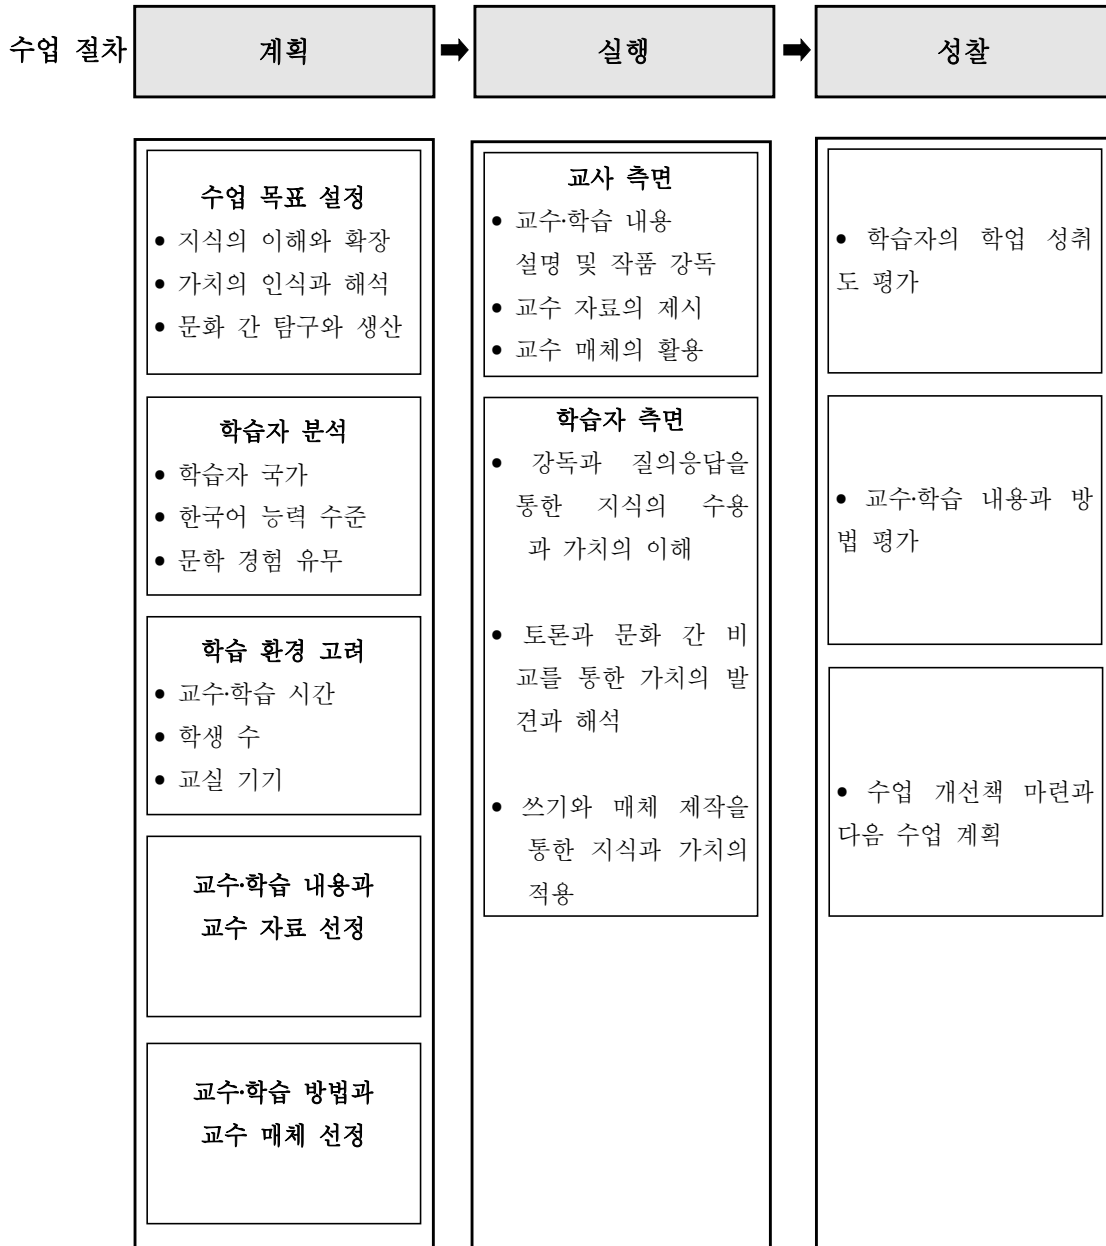 수업 절차
계획
실행
성찰
수업 목표 설정
• 지식의 이해와 확장
• 가치의 인식과 해석
• 문화 간 탐구와 생산
학습자 분석
• 학습자 국가
• 한국어 능력 수준
• 문학 경험 유무
학습 환경 고려
• 교수·학습 시간
• 학생 수
• 교실 기기
교수·학습 내용과
교수 자료 선정
교수·학습 방법과
교수 매체 선정
교사 측면
• 교수·학습 내용
설명 및 작품 강독
• 교수 자료의 제시
• 교수 매체의 활용
학습자 측면
• 강독과 질의응답을
통한 지식의 수용
과 가치의 이해
• 토론과 문화 간 비
교를 통한 가치의 발
견과 해석
• 쓰기와 매체 제작을
통한 지식과 가치의
적용
• 학습자의 학업 성취
도 평가
• 교수·학습 내용과 방
법 평가
• 수업 개선책 마련과
다음 수업 계획